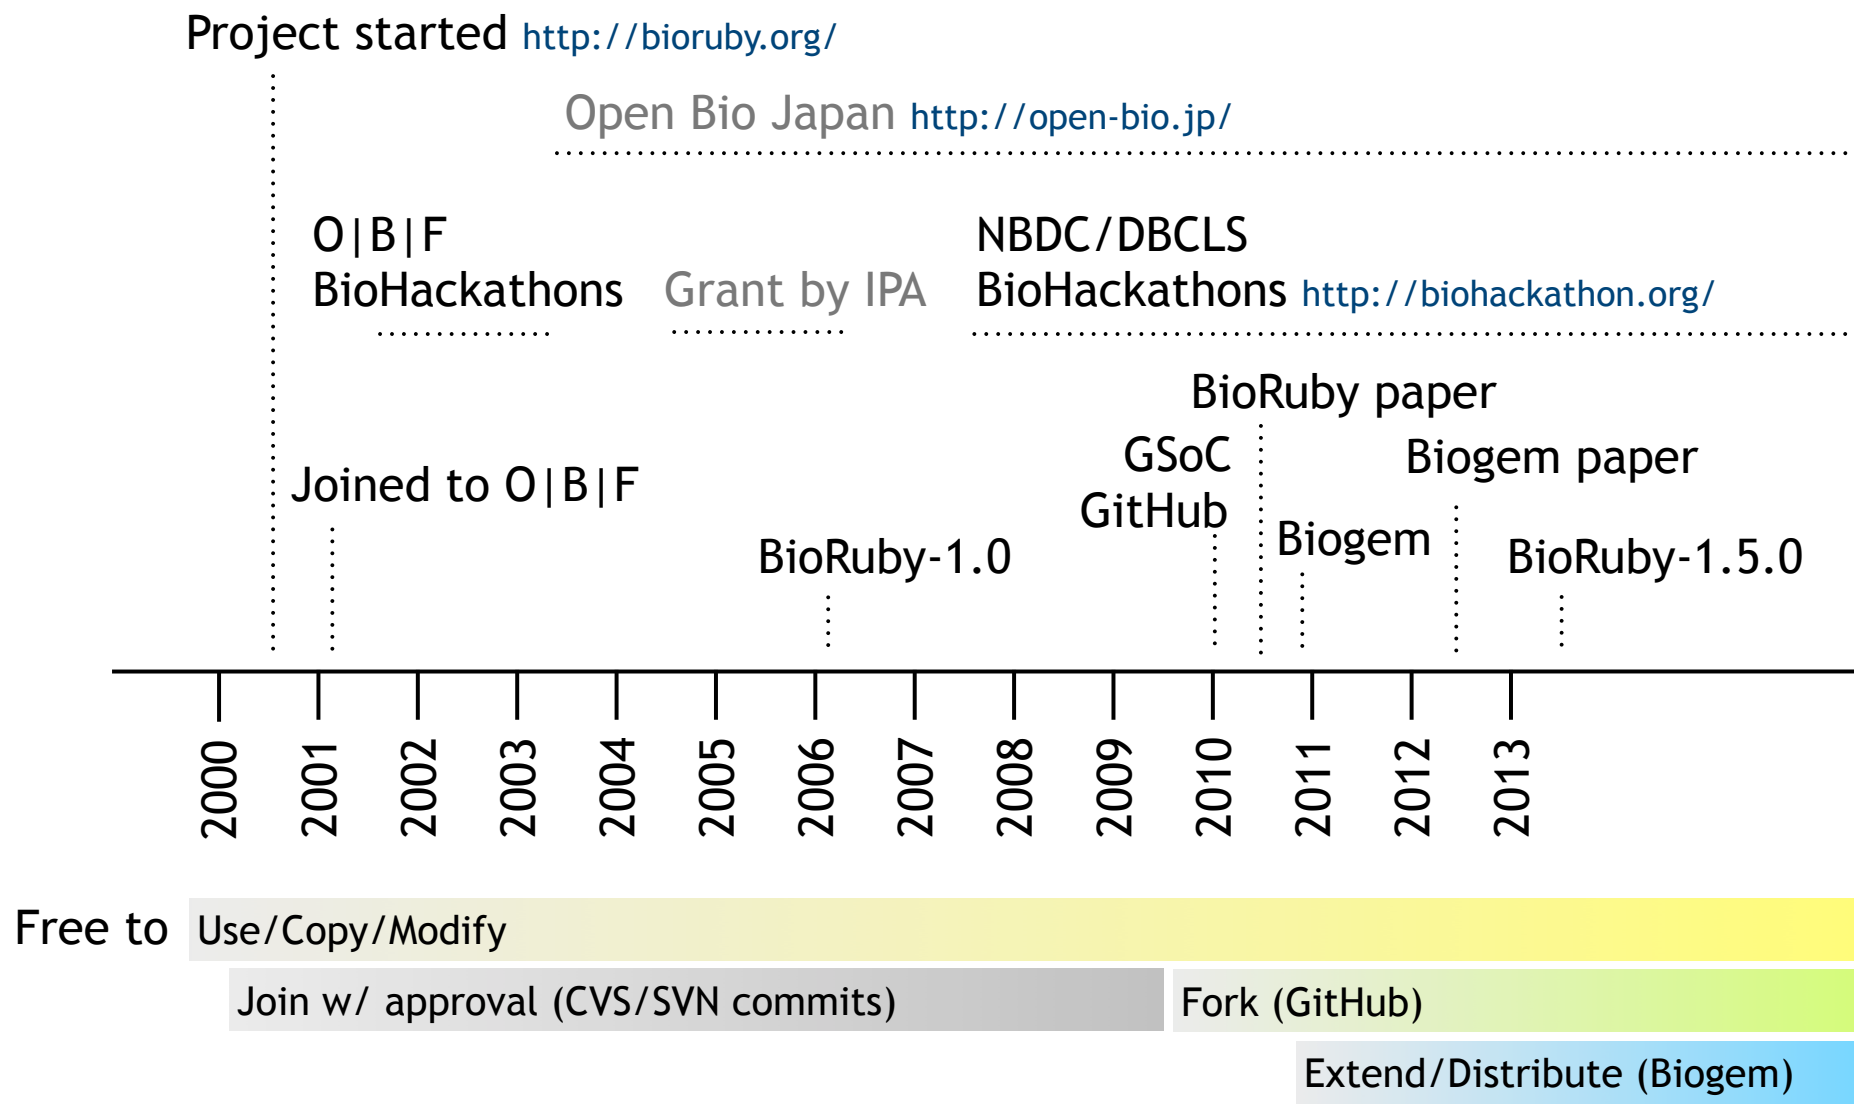 Project started http://bioruby.org/
Open Bio Japan http://open-bio.jp/
O|B|F
BioHackathons
Grant by IPA
NBDC/DBCLS
BioHackathons http://biohackathon.org/
BioRuby paper
GSoC
GitHub
Biogem paper
Joined to O|B|F
Biogem
BioRuby-1.0
BioRuby-1.5.0
2000
2001
2002
2003
2004
2005
2006
2007
2008
2009
2010
2011
2012
2013
Free to
Use/Copy/Modify
Join w/ approval (CVS/SVN commits)
Fork (GitHub)
Extend/Distribute (Biogem)